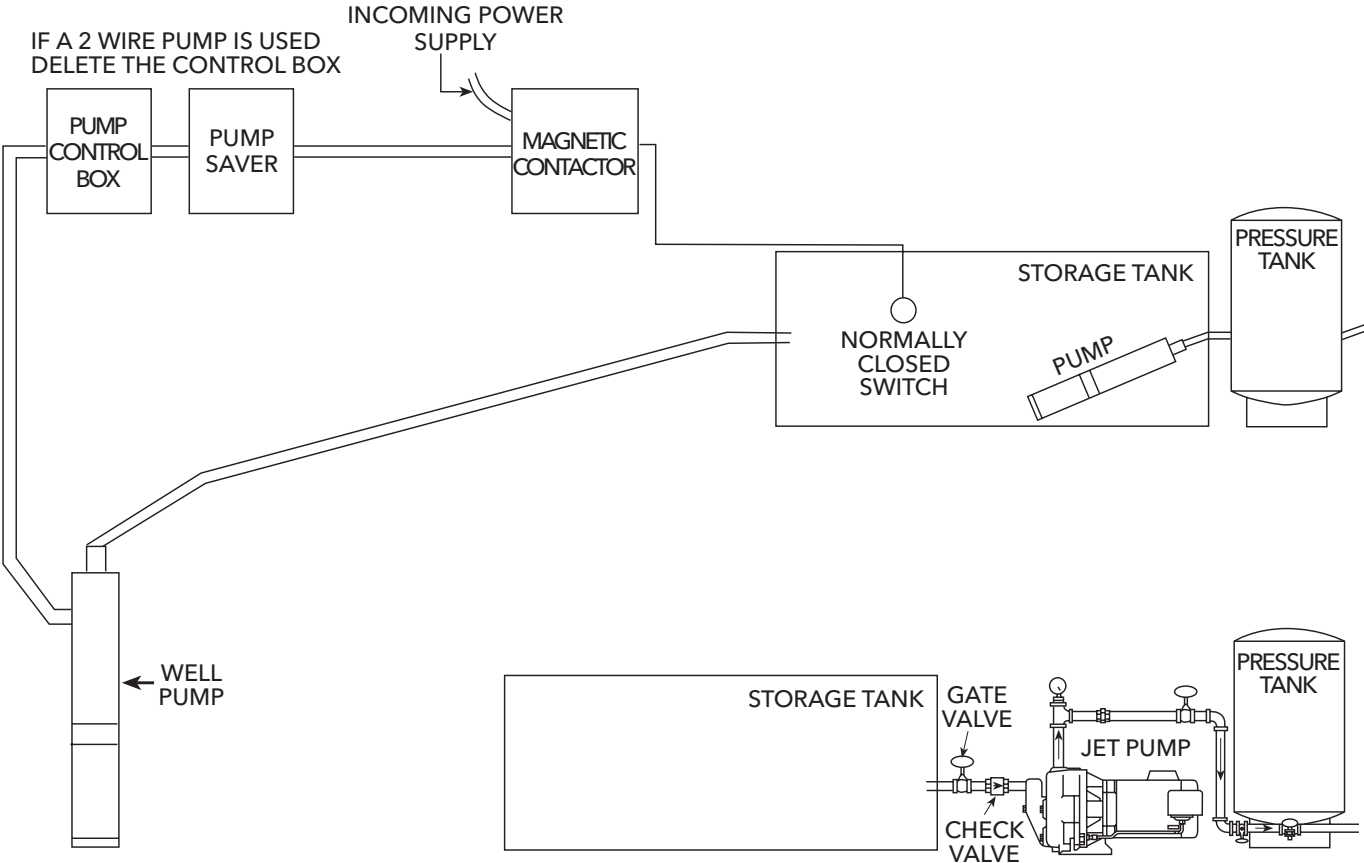 IF A 2 WIRE PUMP IS USED
DELETE THE CONTROL BOX
INCOMING POWER
SUPPLY
PUMP
CONTROL
BOX
PUMP
SAVER
MAGNETIC
CONTACTOR
STORAGE TANK
NORMALLY
CLOSED
SWITCH
PUMP
PRESSURE
TANK
WELL
PUMP
STORAGE TANK
GATE
VALVE
CHECK
VALVE
JET PUMP
PRESSURE
TANK